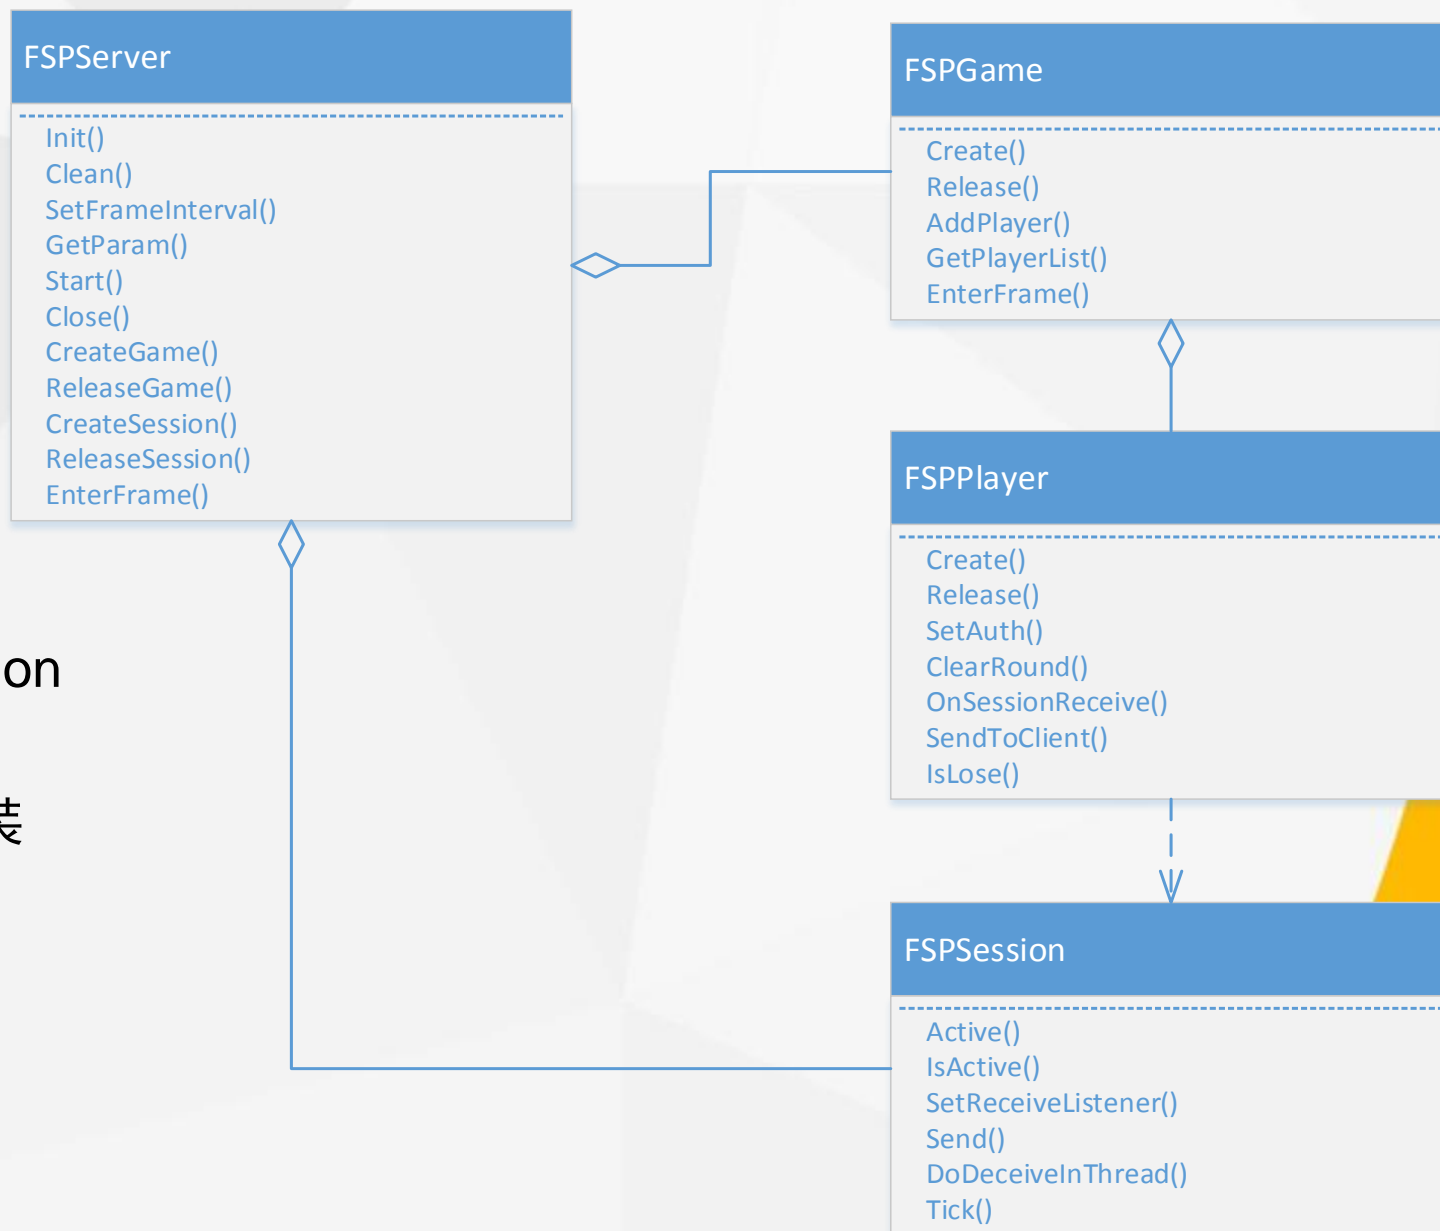 FSPServer
Init()
Clean()
SetFrameInterval()
GetParam()
Start()
Close()
CreateGame()
ReleaseGame()
CreateSession()
ReleaseSession()
EnterFrame()
on
装
FSPGame
Create()
Release()
AddPlayer()
GetPlayerList()
EnterFrame()
FSPPlayer
Create()
Release()
SetAuth()
ClearRound()
OnSessionReceive()
SendToClient()
IsLose()
FSPSession
Active()
IsActive()
SetReceiveListener()
Send()
DoDeceiveInThread()
Tick()